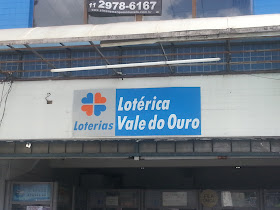 11 2978-6167
Lotérica
Vale do Ouro
Loterias